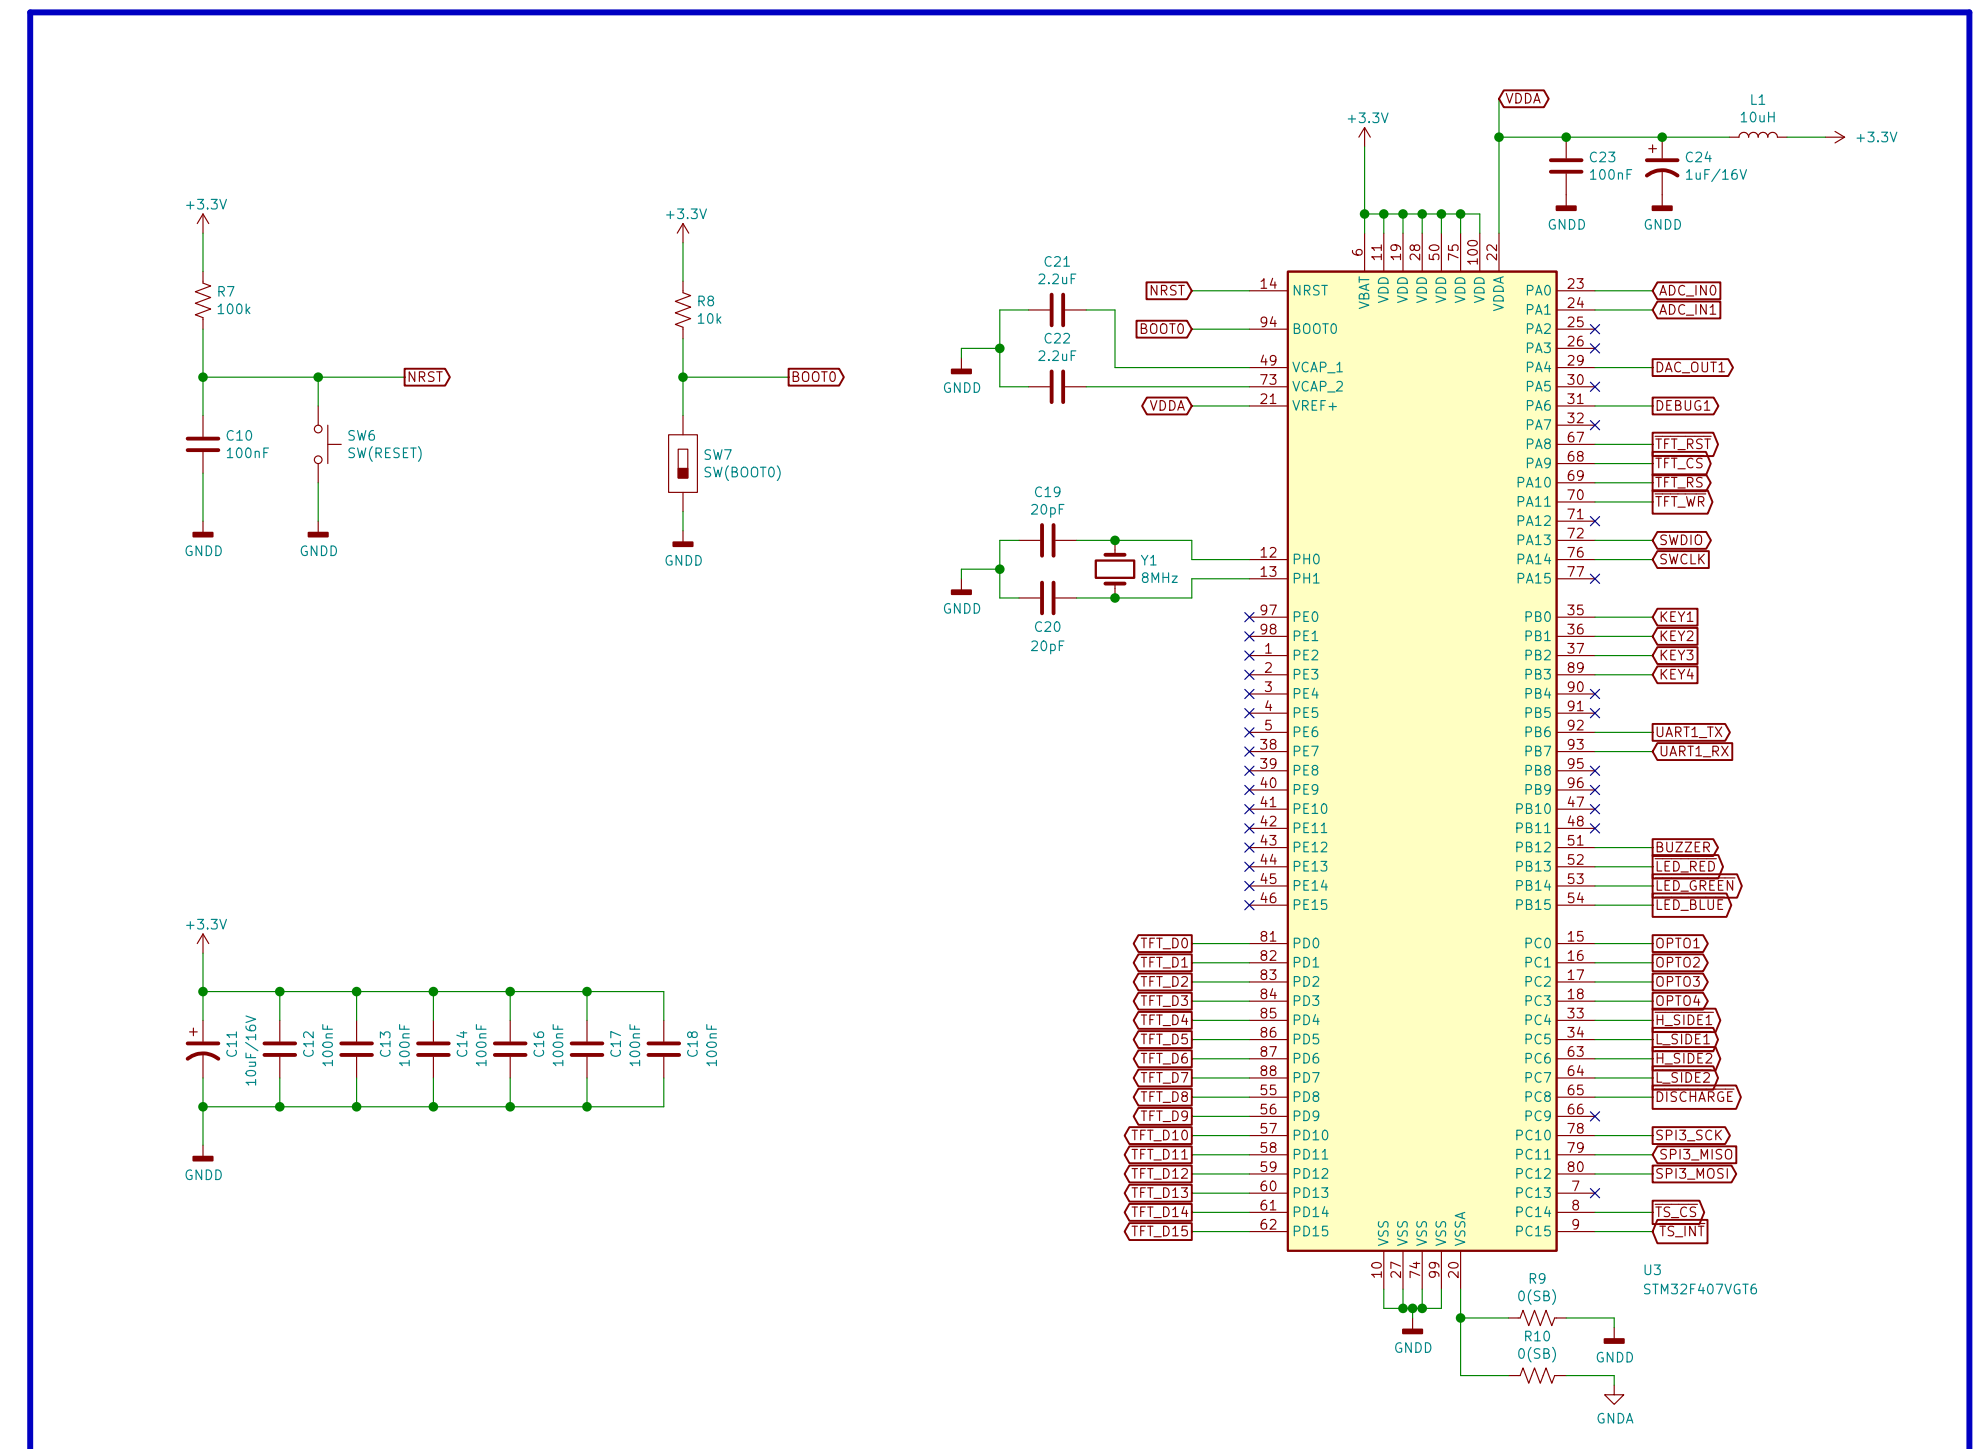 +3.3V
R7
100k
NRST
C10
100nF
SW6
SW(RESET)
GNDD
GNDD
+3.3V
R8
10k
BOOT0
SW7
SW(BOOT0)
GNDD
+3.3V
C11
10uF/16V
C12
100nF
C13
100nF
C14
100nF
C16
100nF
C17
100nF
C18
100nF
GNDD
C21
2.2uF
C22
2.2uF
GNDD
C19
20pF
Y1
8MHz
C20
20pF
GNDD
+3.3V
VDDA
L1
10uH
+3.3V
C23
100nF
C24
1uF/16V
GNDD
GNDD
6 VBAT
11 VDD
19 VDD
28 VDD
50 VDD
75 VDD
100 VDD
22 VDDA
NRST 14 NRST
BOOT0 94 BOOT0
49 VCAP_1
73 VCAP_2
VDDA 21 VREF+
12 PH0
13 PH1
97 PE0
98 PE1
1 PE2
2 PE3
3 PE4
4 PE5
5 PE6
38 PE7
39 PE8
40 PE9
41 PE10
42 PE11
43 PE12
44 PE13
45 PE14
46 PE15
TFT_D0 81 PD0
TFT_D1 82 PD1
TFT_D2 83 PD2
TFT_D3 84 PD3
TFT_D4 85 PD4
TFT_D5 86 PD5
TFT_D6 87 PD6
TFT_D7 88 PD7
TFT_D8 55 PD8
TFT_D9 56 PD9
TFT_D10 57 PD10
TFT_D11 58 PD11
TFT_D12 59 PD12
TFT_D13 60 PD13
TFT_D14 61 PD14
TFT_D15 62 PD15
PA0 23 ADC_IN0
PA1 24 ADC_IN1
PA2 25
PA3 26
PA4 29 DAC_OUT1
PA5 30
PA6 31 DEBUG1
PA7 32
PA8 67 TFT_RST
PA9 68 TFT_CS
PA10 69 TFT_RS
PA11 70 TFT_WR
PA12 71
PA13 72 SWDIO
PA14 76 SWCLK
PA15 77
PB0 35 KEY1
PB1 36 KEY2
PB2 37 KEY3
PB3 89 KEY4
PB4 90
PB5 91
PB6 92 UART1_TX
PB7 93 UART1_RX
PB8 95
PB9 96
PB10 47
PB11 48
PB12 51 BUZZER
PB13 52 LED_RED
PB14 53 LED_GREEN
PB15 54 LED_BLUE
PC0 15 OPTO1
PC1 16 OPTO2
PC2 17 OPTO3
PC3 18 OPTO4
PC4 33 H_SIDE1
PC5 34 L_SIDE1
PC6 63 H_SIDE2
PC7 64 L_SIDE2
PC8 65 DISCHARGE
PC9 66
PC10 78 SPI3_SCK
PC11 79 SPI3_MISO
PC12 80 SPI3_MOSI
PC13 7
PC14 8 TS_CS
PC15 9 TS_INT
VSS 10
VSS 27
VSS 74
VSS 99
VSSA 20
U3
STM32F407VGT6
GNDD
R9
0(SB)
GNDD
R10
0(SB)
GNDA